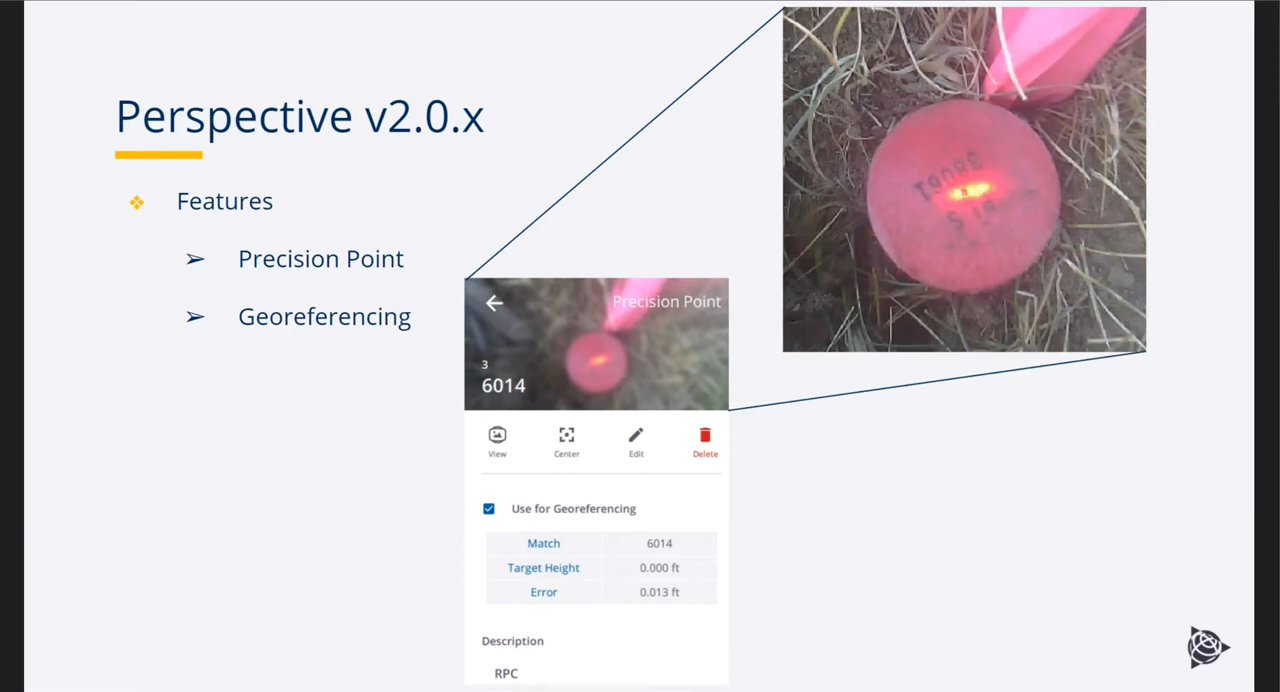 Perspective v2.0.x
Features
Precision Point
Georeferencing
Precision Point
3
6014
View Center Edit Delete
Use for Georeferencing
Match 6014
Target Height 0.000 ft
Error 0.013 ft
Description
RPC